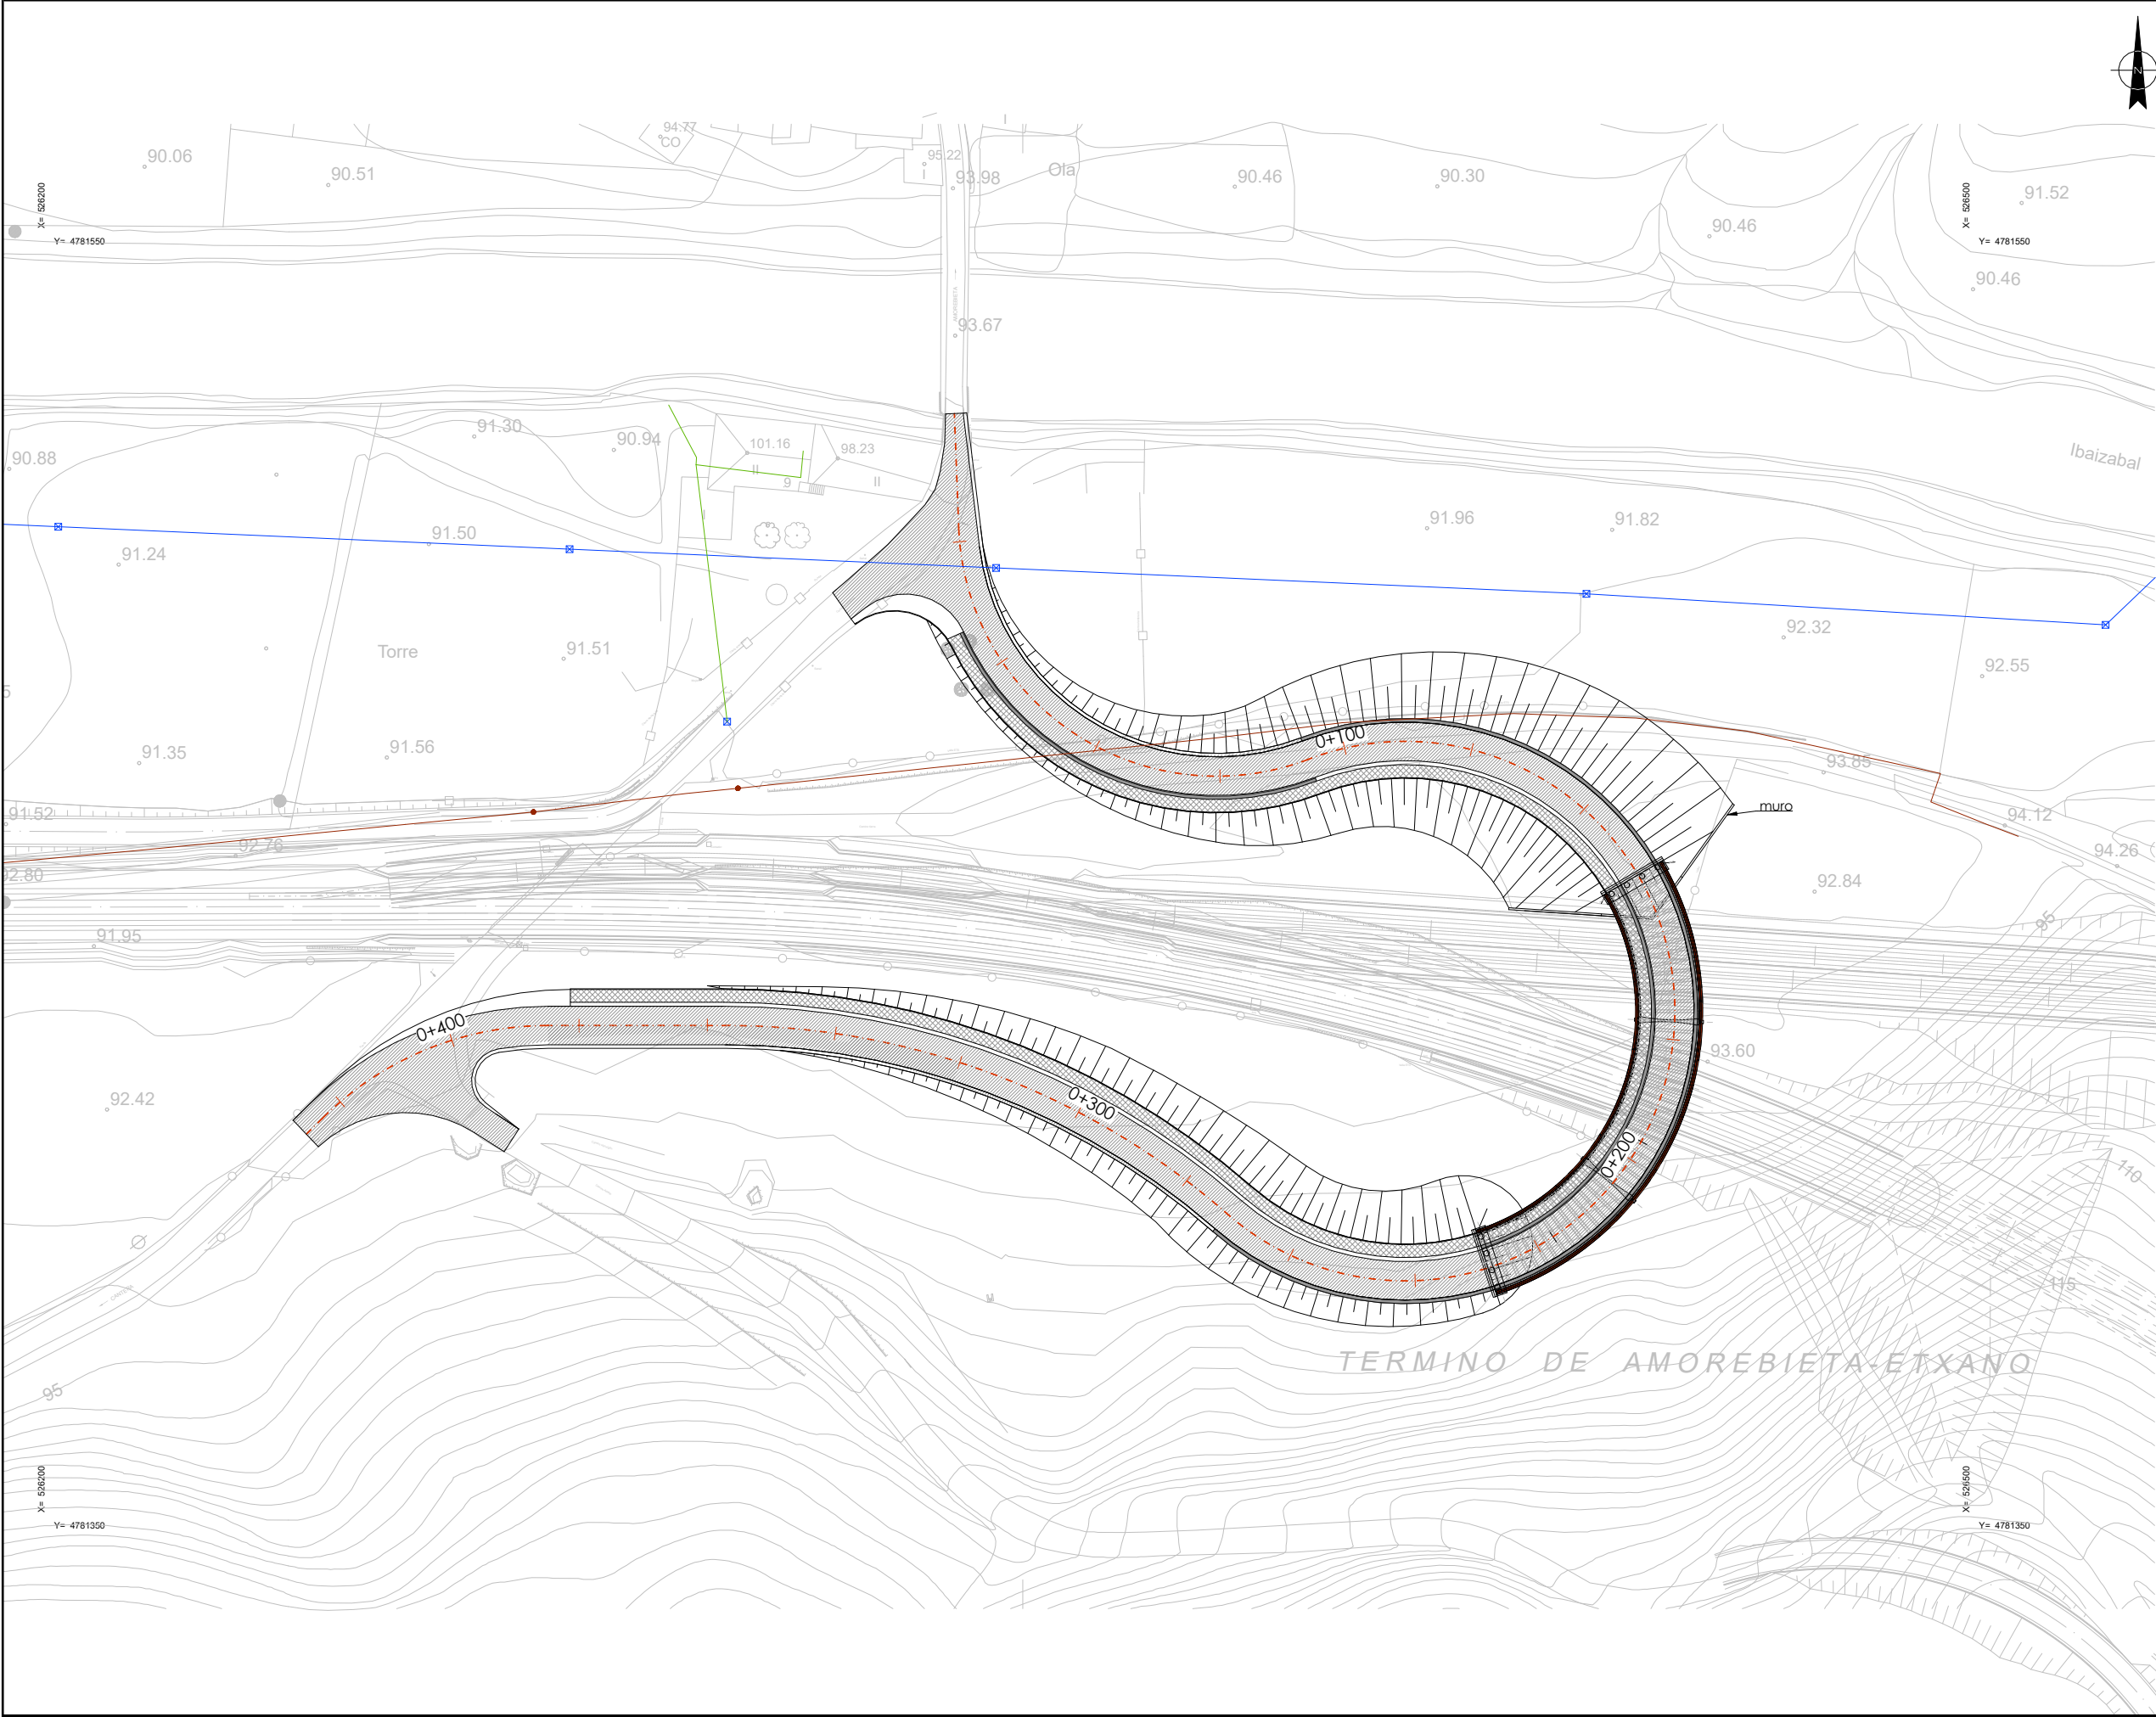 N
94.77
CO
I
90.06
95.22
I
90.51
93.98
Ola
90.46
90.30
X= 526200
X= 526500
91.52
90.46
Y= 4781550
Y= 4781550
90.46
AMOREBIETA
93.67
91.30
90.94
101.16
98.23
90.88
II
II
9
Ibaizabal
91.96
91.82
91.50
91.24
I
92.32
Torre
91.51
92.55
5
0+100
91.35
91.56
93.85
muro
91.52
94.12
92.76
94.26
92.80
92.84
95
91.95
0+400
93.60
92.42
0+300
0+200
110
115
TERMINO DE AMOREBIETA-ETXANO
95
X= 526200
X= 526500
Y= 4781350
Y= 4781350